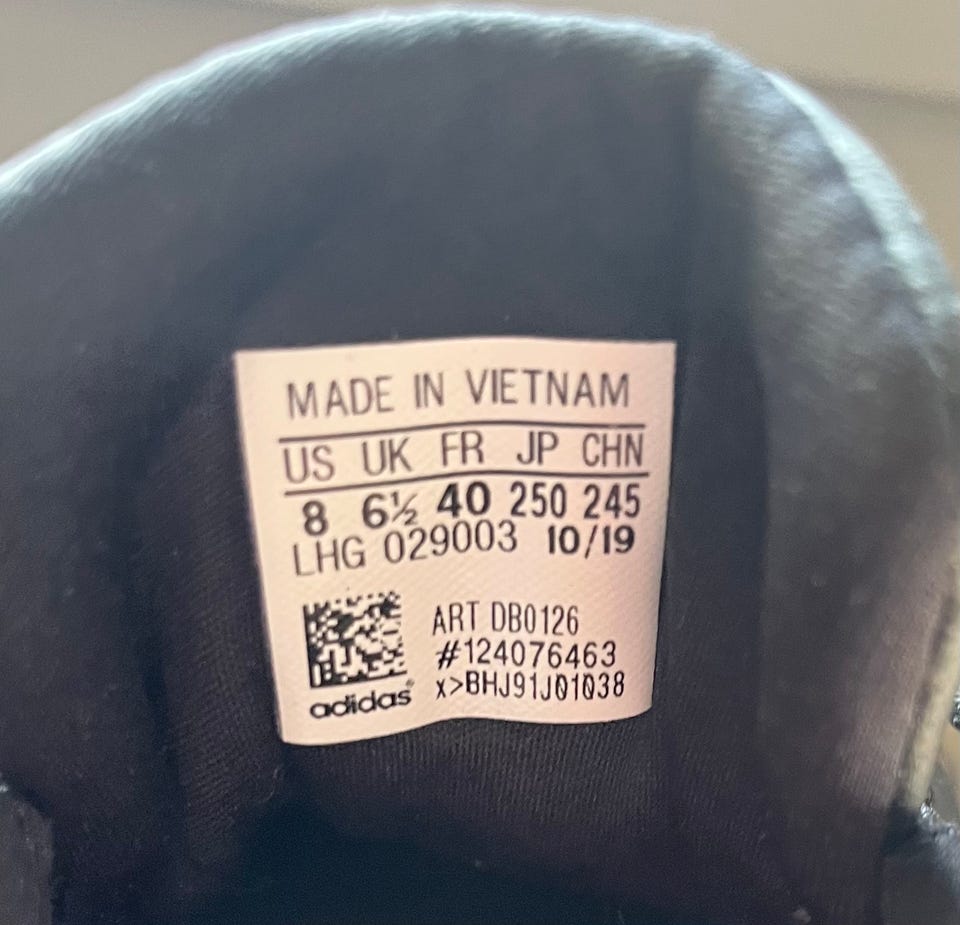 MADE IN VIETNAM
US UK FR JP CHN
8 6½ 40 250 245
LHG 029003 10/19
ART DB0126
#124076463
x>BHJ91J01038
adidas®